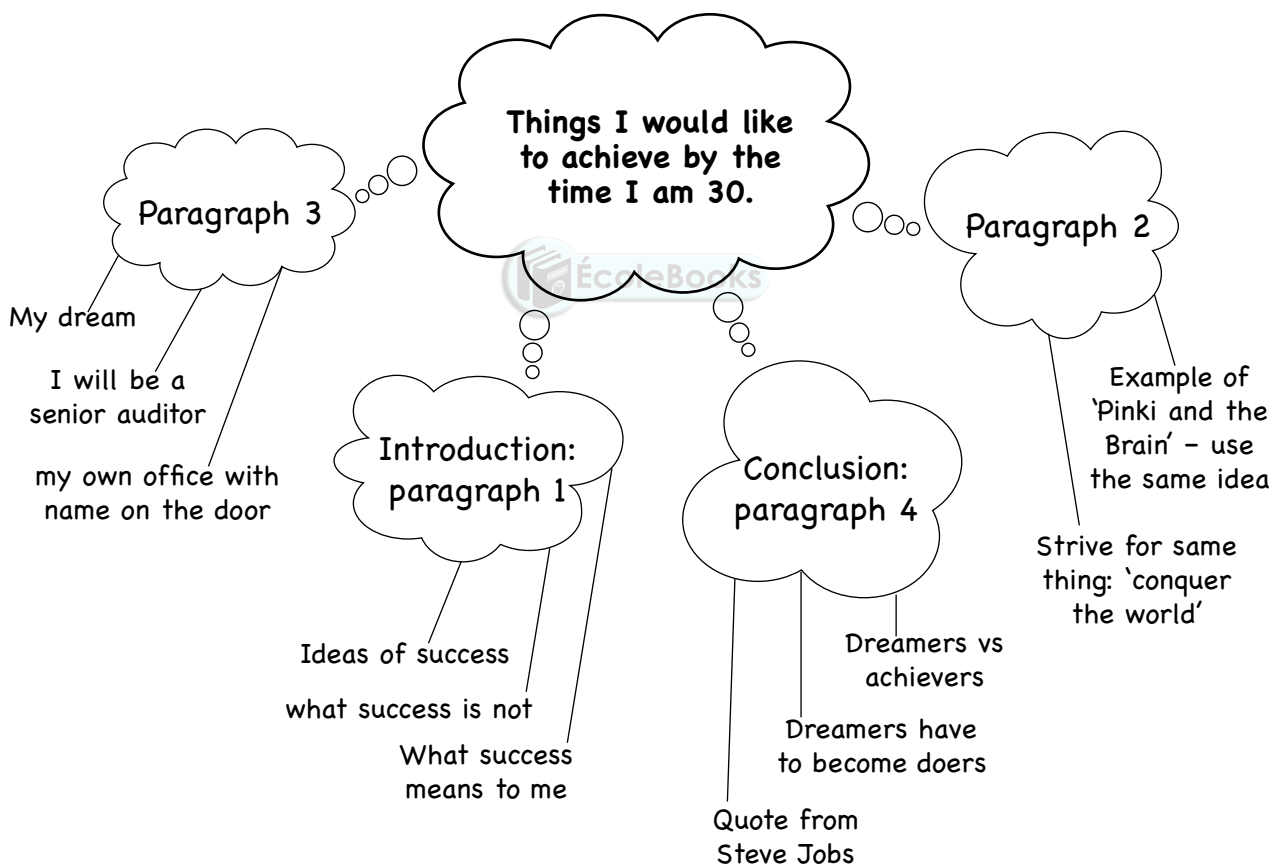 Things I would like
to achieve by the
time I am 30.
ÉcoleBooks
Paragraph 3
My dream
I will be a
senior auditor
my own office with
name on the door
Introduction:
paragraph 1
Ideas of success
what success is not
What success
means to me
Conclusion:
paragraph 4
Dreamers vs
achievers
Dreamers have
to become doers
Quote from
Steve Jobs
Paragraph 2
Example of
‘Pinki and the
Brain’ – use
the same idea
Strive for same
thing: ‘conquer
the world’